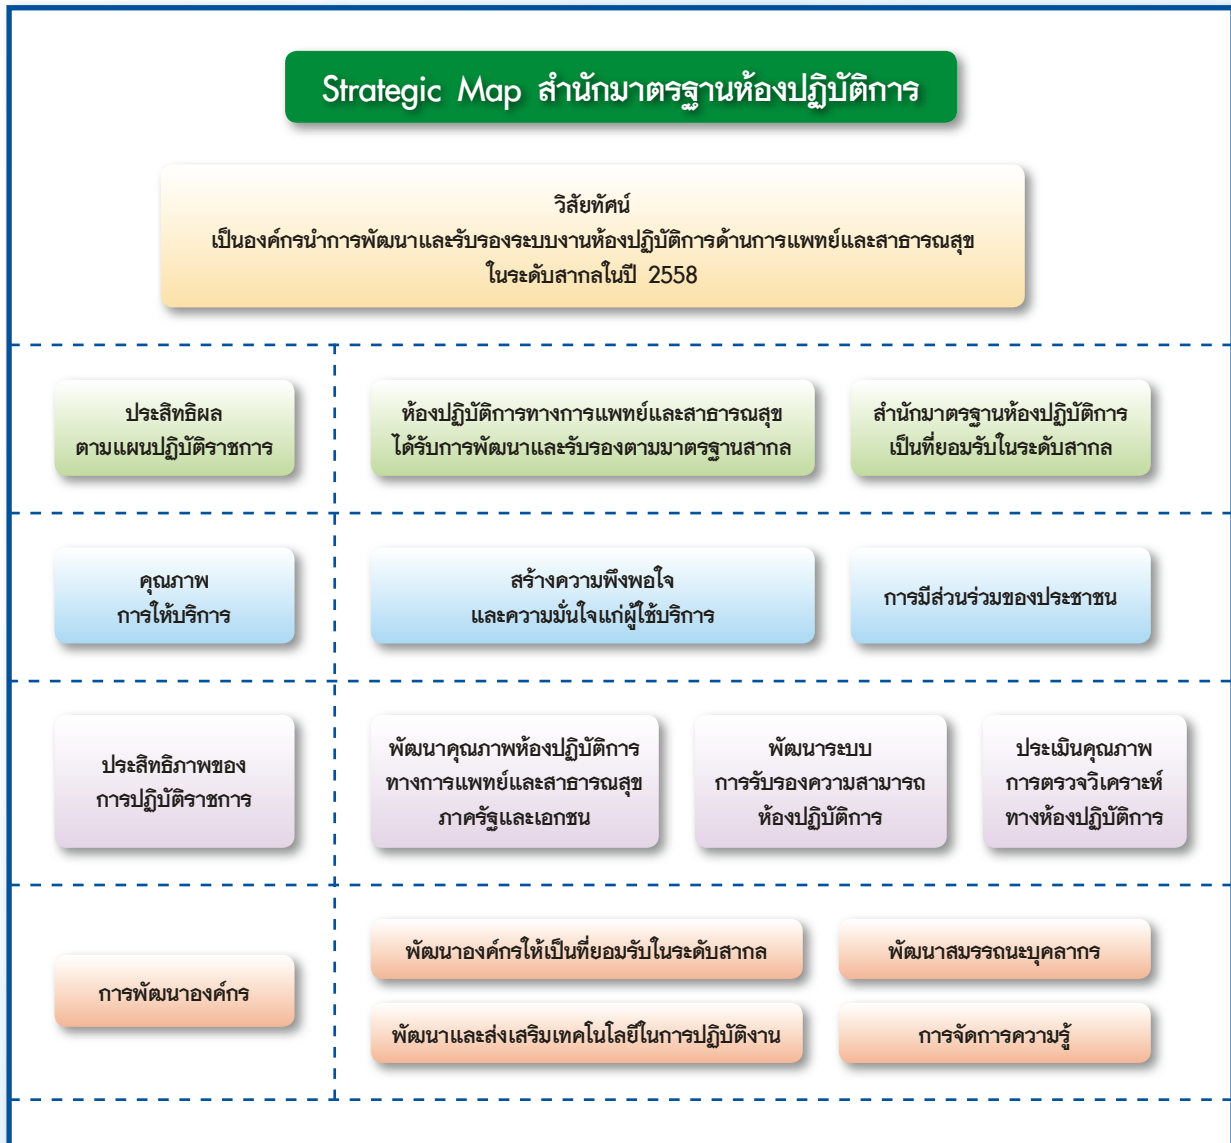 Strategic Map สำนักมาตรฐานห้องปฏิบัติการ
วิสัยทัศน์
เป็นองค์กรนำการพัฒนาและรับรองระบบงานห้องปฏิบัติการด้านการแพทย์และสาธารณสุข
ในระดับสากลในปี 2558
ประสิทธิผล
ตามแผนปฏิบัติราชการ
ห้องปฏิบัติการทางการแพทย์และสาธารณสุข
ได้รับการพัฒนาและรับรองตามมาตรฐานสากล
สำนักมาตรฐานห้องปฏิบัติการ
เป็นที่ยอมรับในระดับสากล
คุณภาพ
การให้บริการ
สร้างความพึงพอใจ
และความมั่นใจแก่ผู้ใช้บริการ
การมีส่วนร่วมของประชาชน
ประสิทธิภาพของ
การปฏิบัติราชการ
พัฒนาคุณภาพห้องปฏิบัติการ
ทางการแพทย์และสาธารณสุข
ภาครัฐและเอกชน
พัฒนาระบบ
การรับรองความสามารถ
ห้องปฏิบัติการ
ประเมินคุณภาพ
การตรวจวิเคราะห์
ทางห้องปฏิบัติการ
การพัฒนาองค์กร
พัฒนาองค์กรให้เป็นที่ยอมรับในระดับสากล
พัฒนาสมรรถนะบุคลากร
พัฒนาและส่งเสริมเทคโนโลยีในการปฏิบัติงาน
การจัดการความรู้